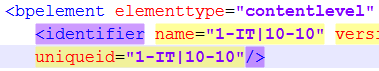 <bpelement elementtype="contentlevel"
<identifier name="1-IT|10-10" versi
uniqueid="1-IT|10-10"/>